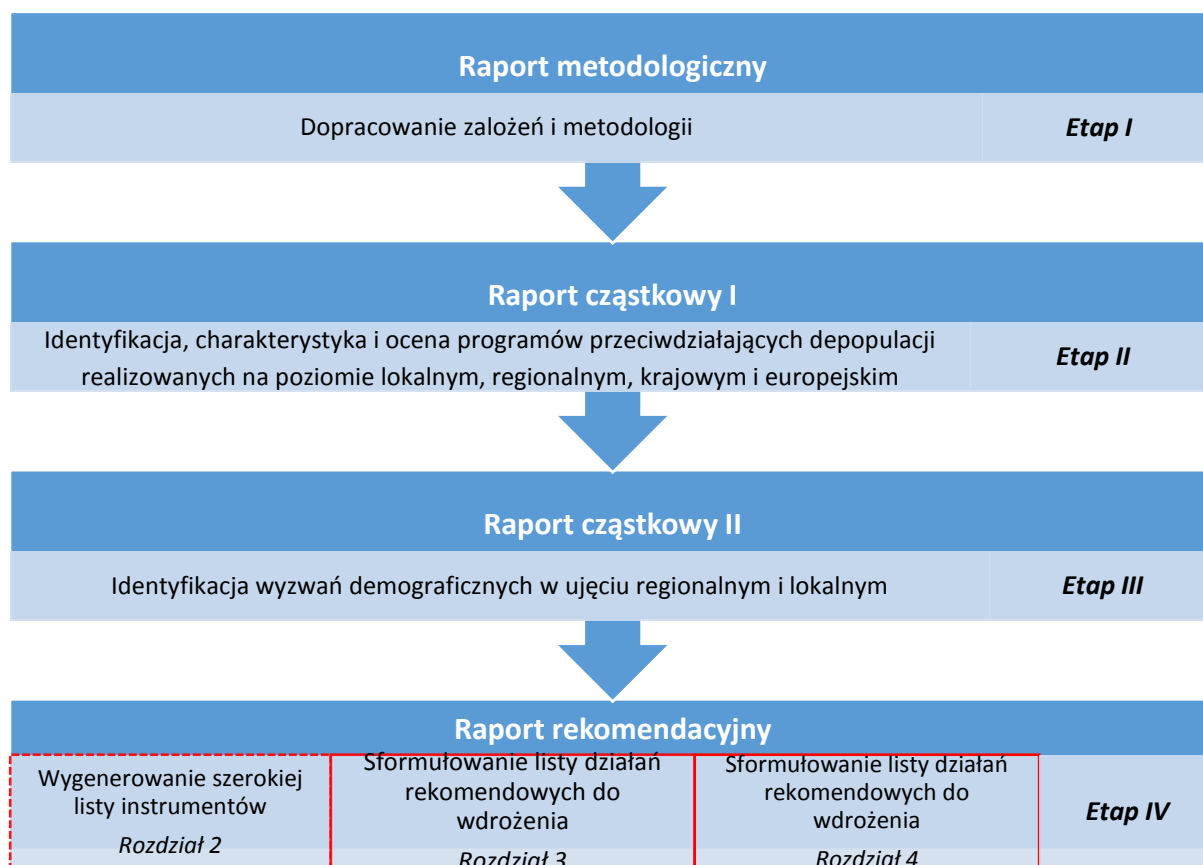 Raport metodologiczny
Dopracowanie założeń i metodologii
Etap I
Raport cząstkowy I
Identyfikacja, charakterystyka i ocena programów przeciwdziałających depopulacji
realizowanych na poziomie lokalnym, regionalnym, krajowym i europejskim
Etap II
Raport cząstkowy II
Identyfikacja wyzwań demograficznych w ujęciu regionalnym i lokalnym
Etap III
Raport rekomendacyjny
Wygenerowanie szerokiej
listy instrumentów
Rozdział 2
Sformułowanie listy działań
rekomendowych do
wdrożenia
Rozdział 3
Sformułowanie listy działań
rekomendowych do
wdrożenia
Rozdział 4
Etap IV